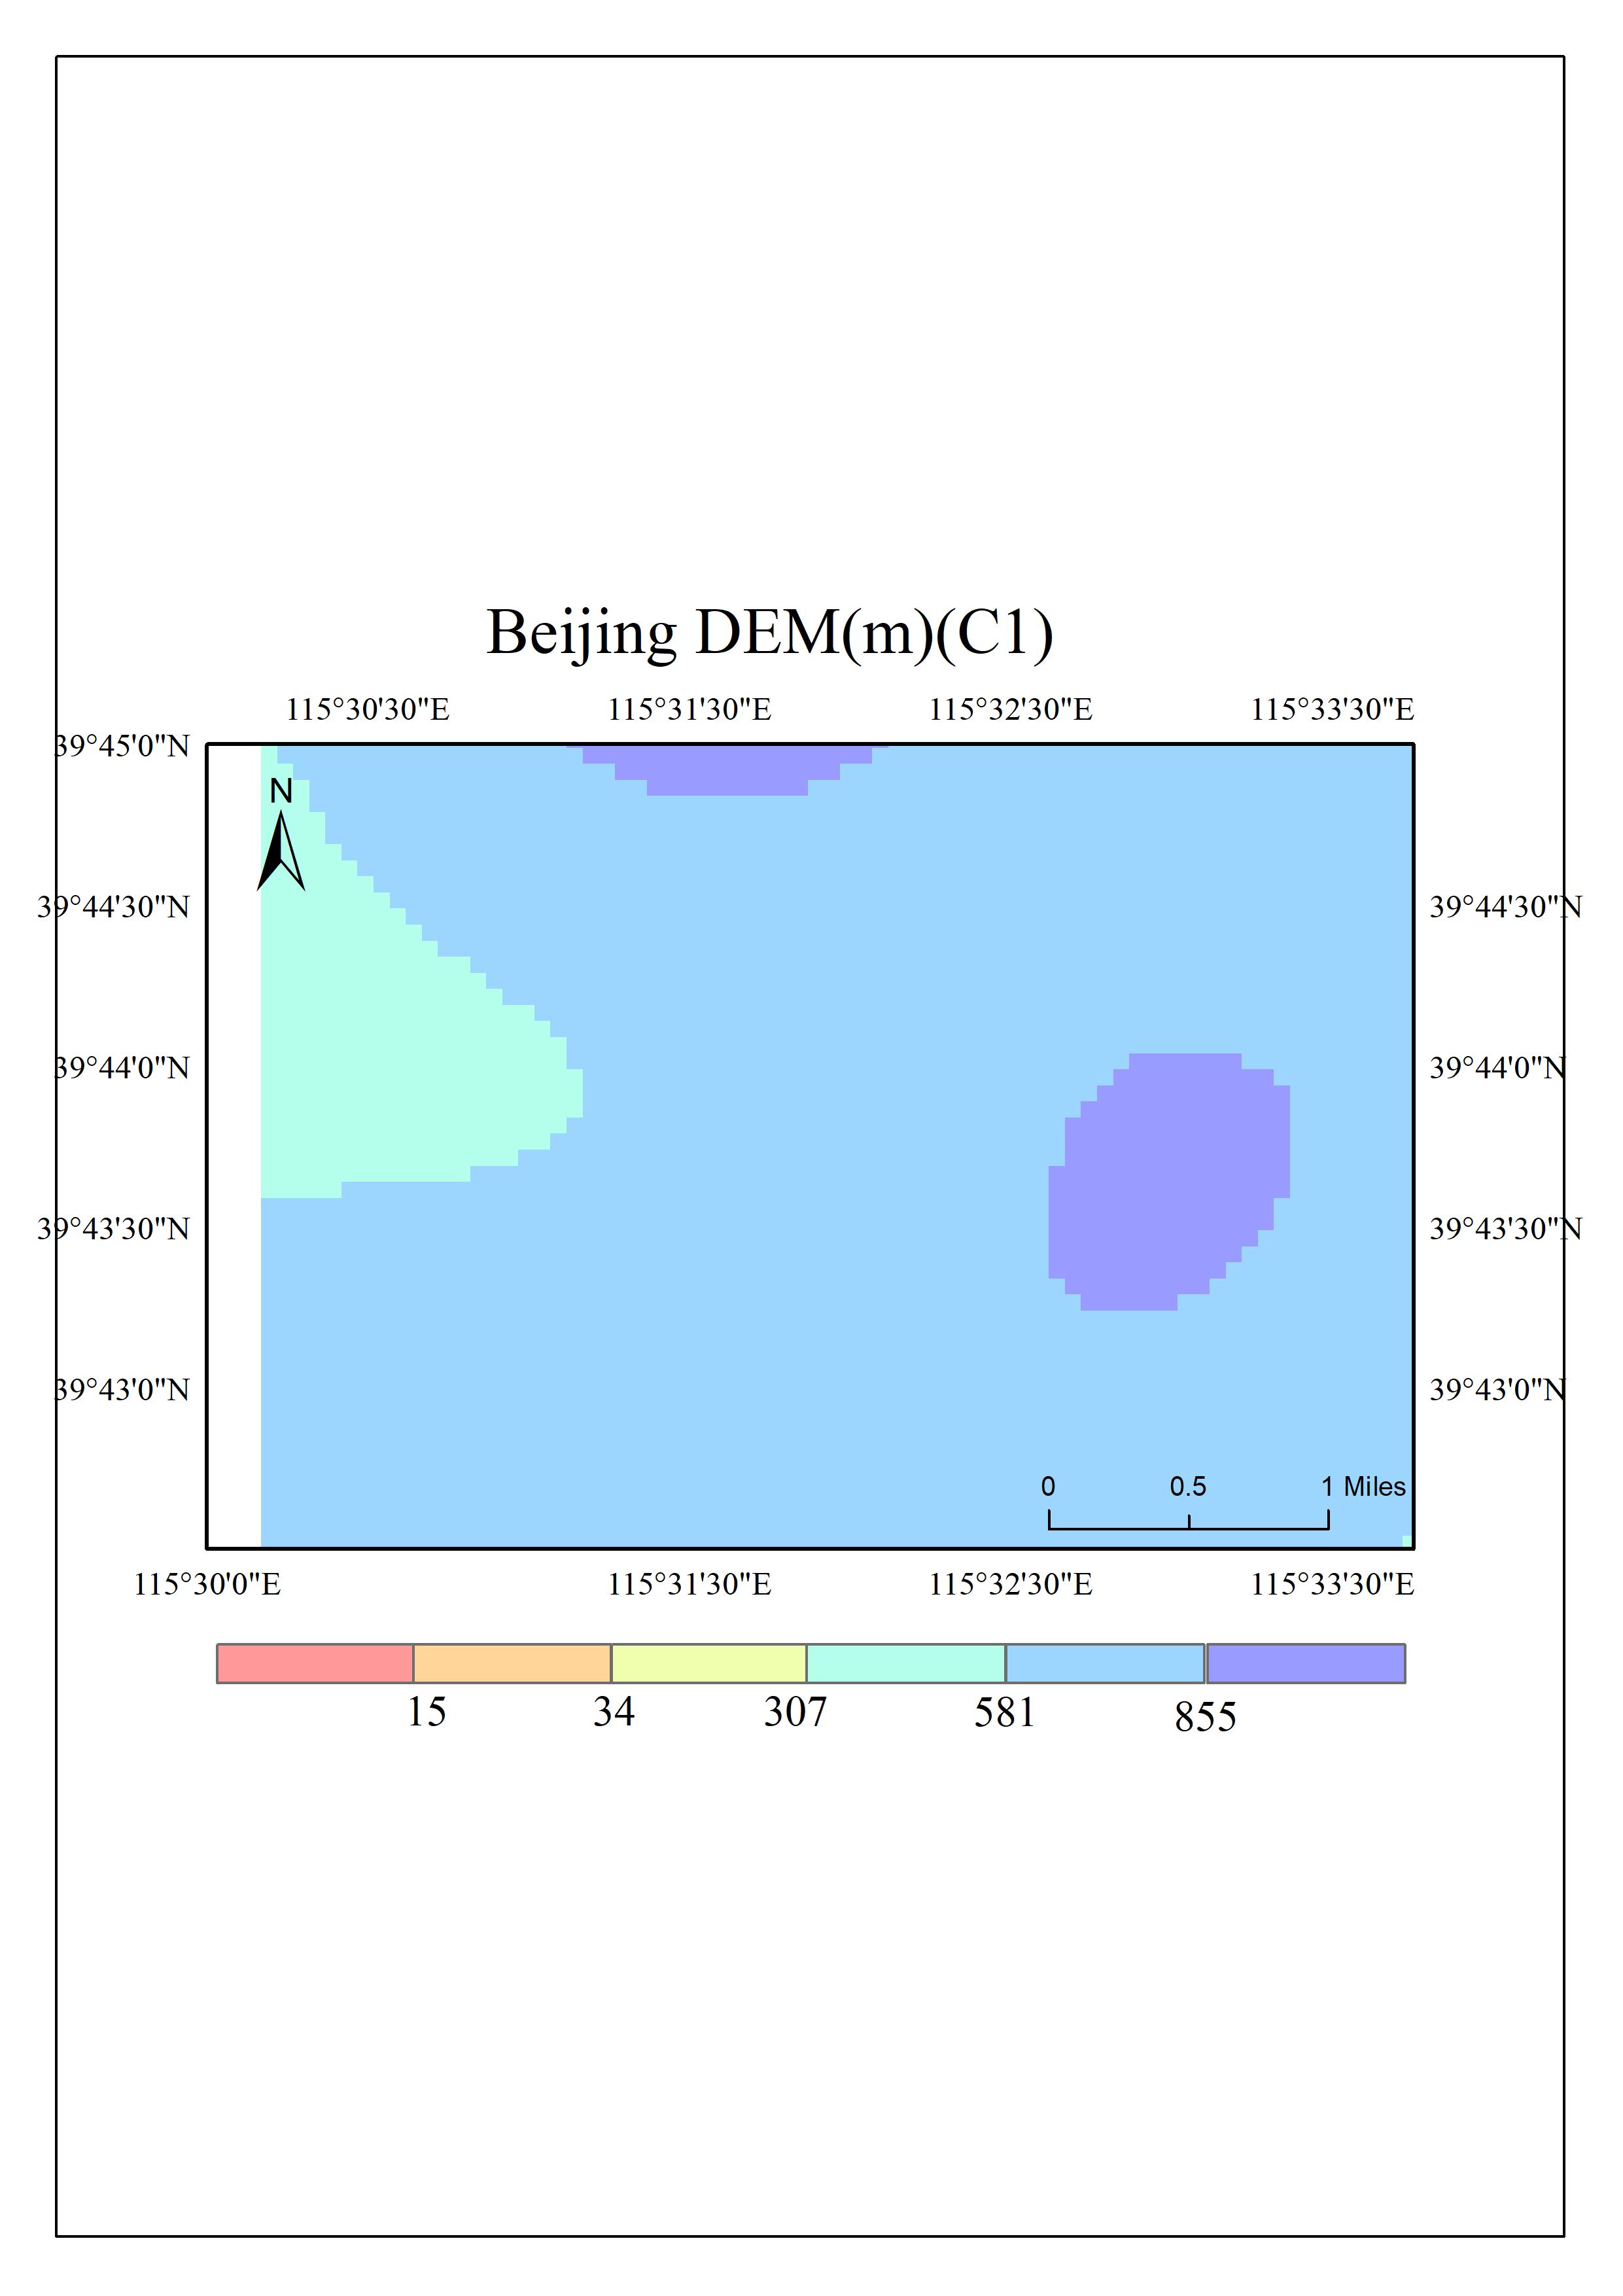 Beijing DEM(m)(C1)
115°30'30"E 115°31'30"E 115°32'30"E 115°33'30"E
39°45'0"N
N
39°44'30"N 39°44'30"N
39°44'0"N 39°44'0"N
39°43'30"N 39°43'30"N
39°43'0"N 39°43'0"N
0 0.5 1 Miles
115°30'0"E 115°31'30"E 115°32'30"E 115°33'30"E
15 34 307 581 855